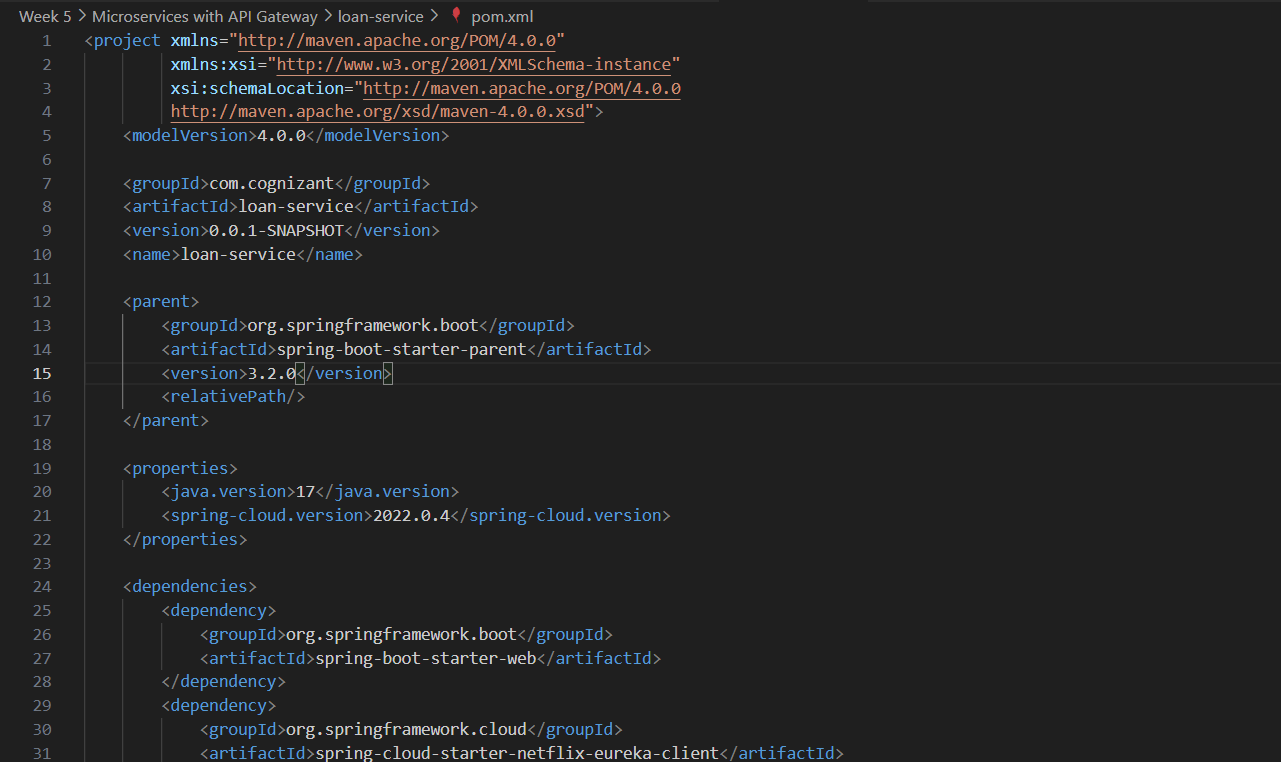 Week 5 > Microservices with API Gateway > loan-service > pom.xml
1 <project xmlns="http://maven.apache.org/POM/4.0.0"
2 xmlns:xsi="http://www.w3.org/2001/XMLSchema-instance"
3 xsi:schemaLocation="http://maven.apache.org/POM/4.0.0
4 http://maven.apache.org/xsd/maven-4.0.0.xsd">
5 <modelVersion>4.0.0</modelVersion>
6
7 <groupId>com.cognizant</groupId>
8 <artifactId>loan-service</artifactId>
9 <version>0.0.1-SNAPSHOT</version>
10 <name>loan-service</name>
11
12 <parent>
13 <groupId>org.springframework.boot</groupId>
14 <artifactId>spring-boot-starter-parent</artifactId>
15 <version>3.2.0</version>
16 <relativePath/>
17 </parent>
18
19 <properties>
20 <java.version>17</java.version>
21 <spring-cloud.version>2022.0.4</spring-cloud.version>
22 </properties>
23
24 <dependencies>
25 <dependency>
26 <groupId>org.springframework.boot</groupId>
27 <artifactId>spring-boot-starter-web</artifactId>
28 </dependency>
29 <dependency>
30 <groupId>org.springframework.cloud</groupId>
31 <artifactId>spring-cloud-starter-netflix-eureka-client</artifactId>